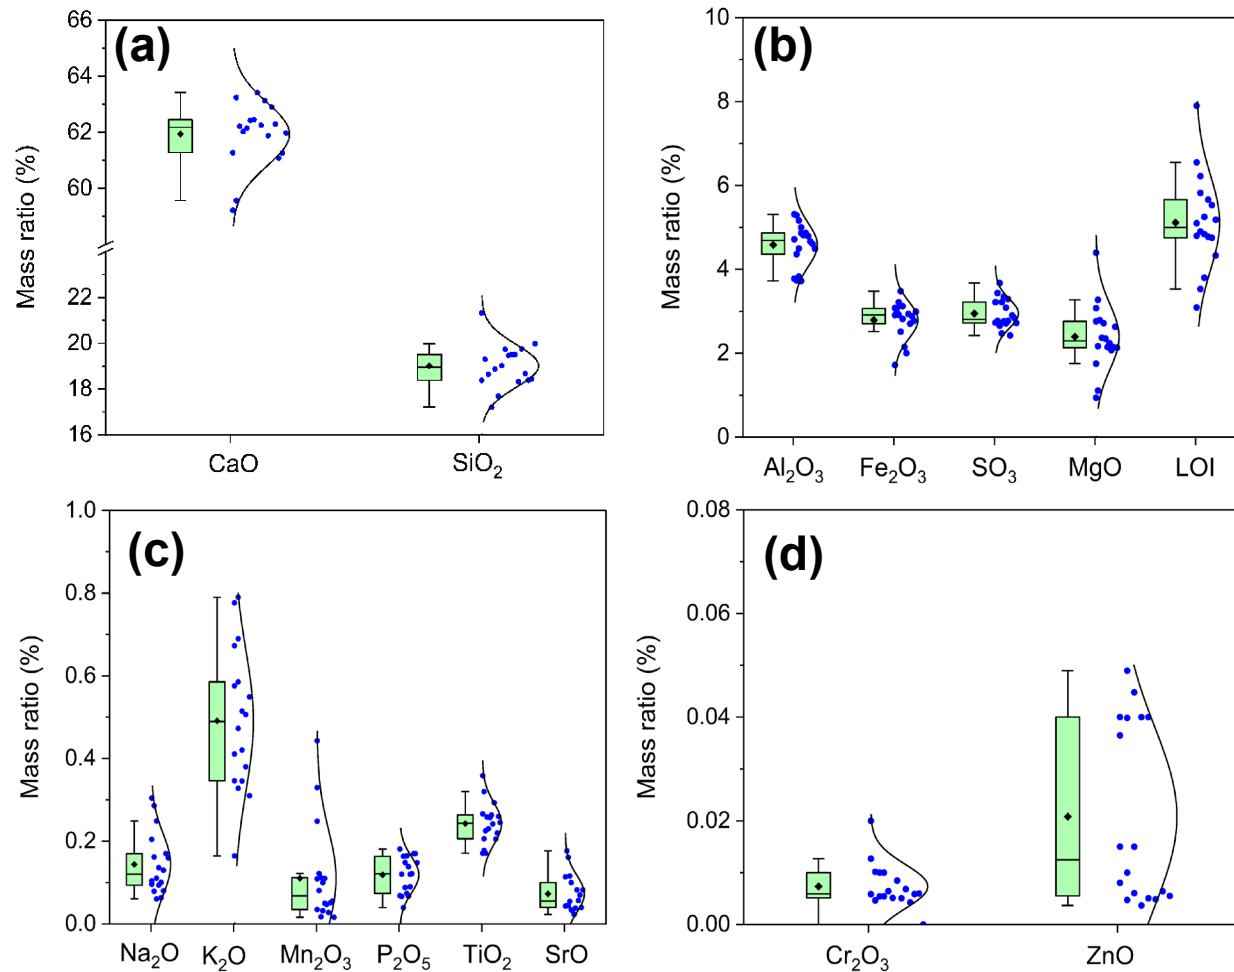 (a)
Mass ratio (%)
66
64
62
60
22
20
18
16
CaO SiO₂
(b)
Mass ratio (%)
10
8
6
4
2
0
Al₂O₃ Fe₂O₃ SO₃ MgO LOI
(c)
Mass ratio (%)
1.0
0.8
0.6
0.4
0.2
0.0
Na₂O K₂O Mn₂O₃ P₂O₅ TiO₂ SrO
(d)
Mass ratio (%)
0.08
0.06
0.04
0.02
0.00
Cr₂O₃ ZnO